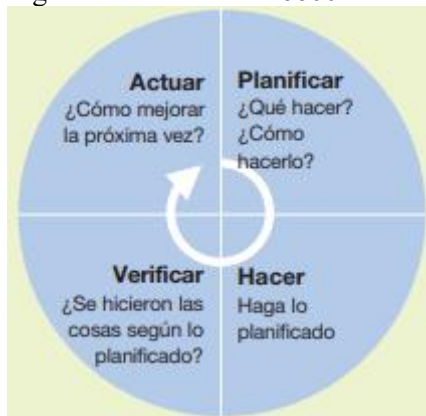 Actuar
¿Cómo mejorar
la próxima vez?
Planificar
¿Qué hacer?
¿Cómo
hacerlo?
Verificar
¿Se hicieron las
cosas según lo
planificado?
Hacer
Haga lo
planificado